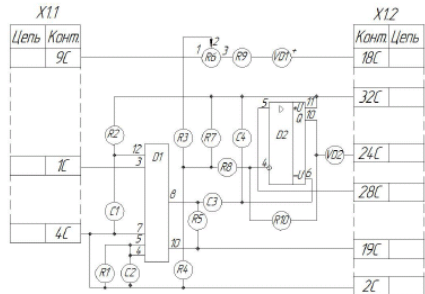 X1.1
X1.2
Цепь Конт.
Конт. Цепь
9С
1 R6 2 3 R9 VD1 +
18С
32С
R2 R3 R7 C4 5 D2 +U 11
Q 10
12 D1
3
1С
R8 4 -U 6 VD2
24С
28С
8
C1 C3
R5 R10
4С
7
5
4
10
19С
R1 C2 R4
2С